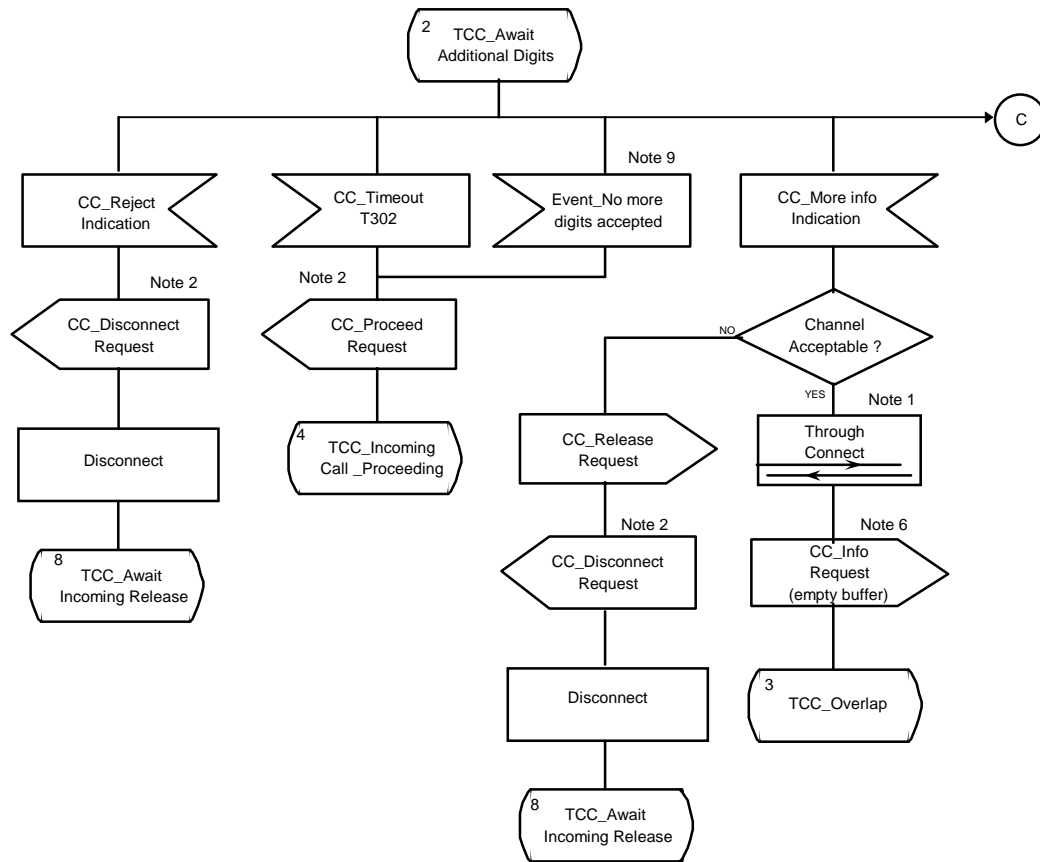 2
TCC_Await
Additional Digits
C
Note 9
CC_Reject
Indication
CC_Timeout
T302
Event_No more
digits accepted
CC_More info
Indication
Note 2
Note 2
CC_Disconnect
Request
CC_Proceed
Request
NO
Channel
Acceptable ?
YES
Note 1
Disconnect
4
TCC_Incoming
Call _Proceeding
CC_Release
Request
Through
Connect
Note 2
Note 6
8
TCC_Await
Incoming Release
CC_Disconnect
Request
CC_Info
Request
(empty buffer)
Disconnect
3
TCC_Overlap
8
TCC_Await
Incoming Release